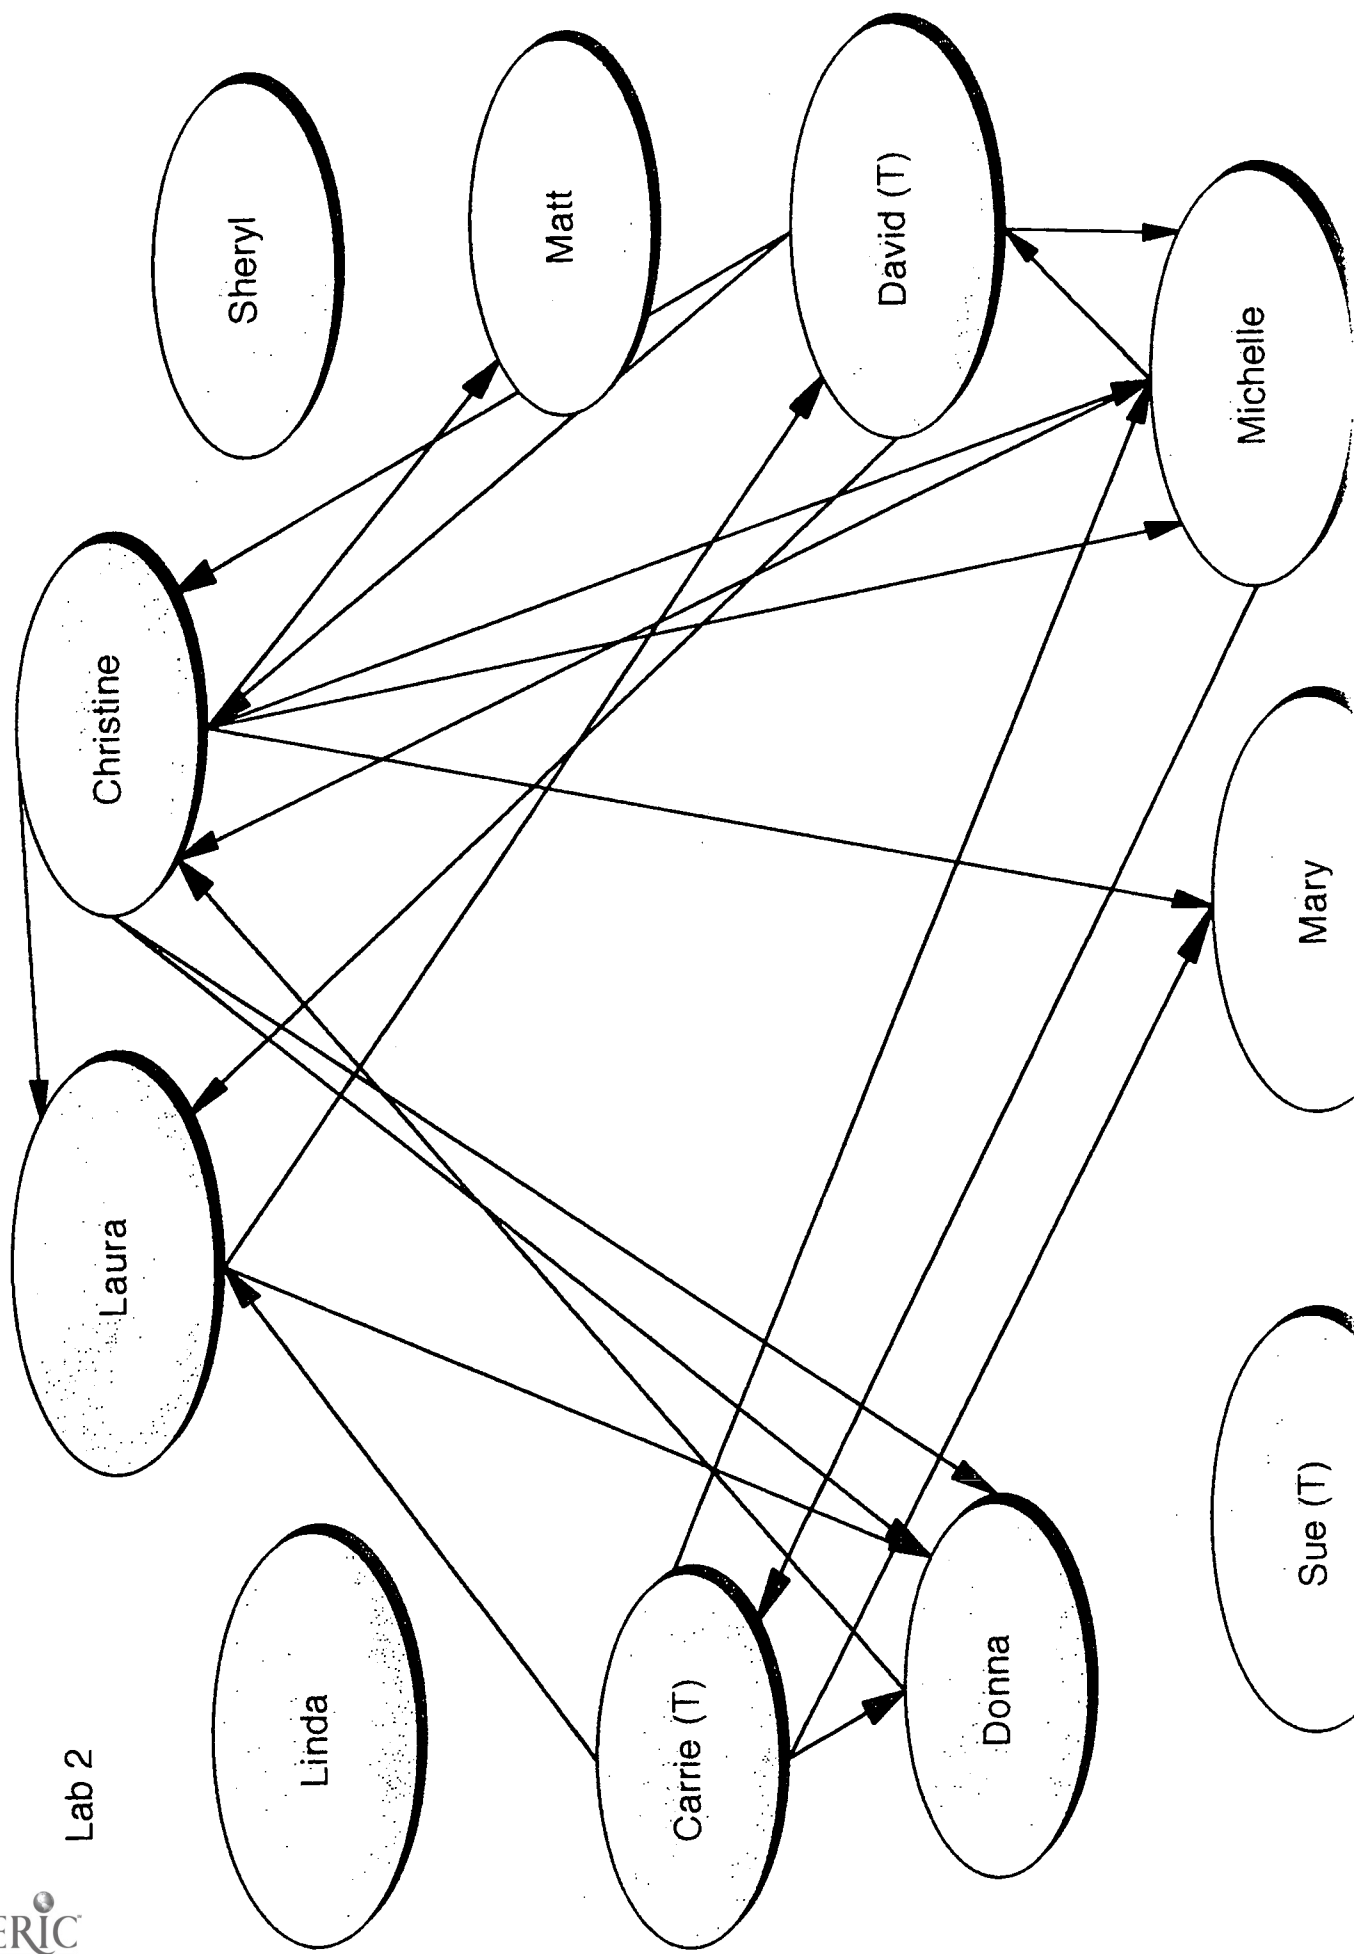 Lab 2
Linda
Laura
Christine
Sheryl
Carrie (T)
Matt
Donna
David (T)
Sue (T)
Mary
Michelle
ERIC